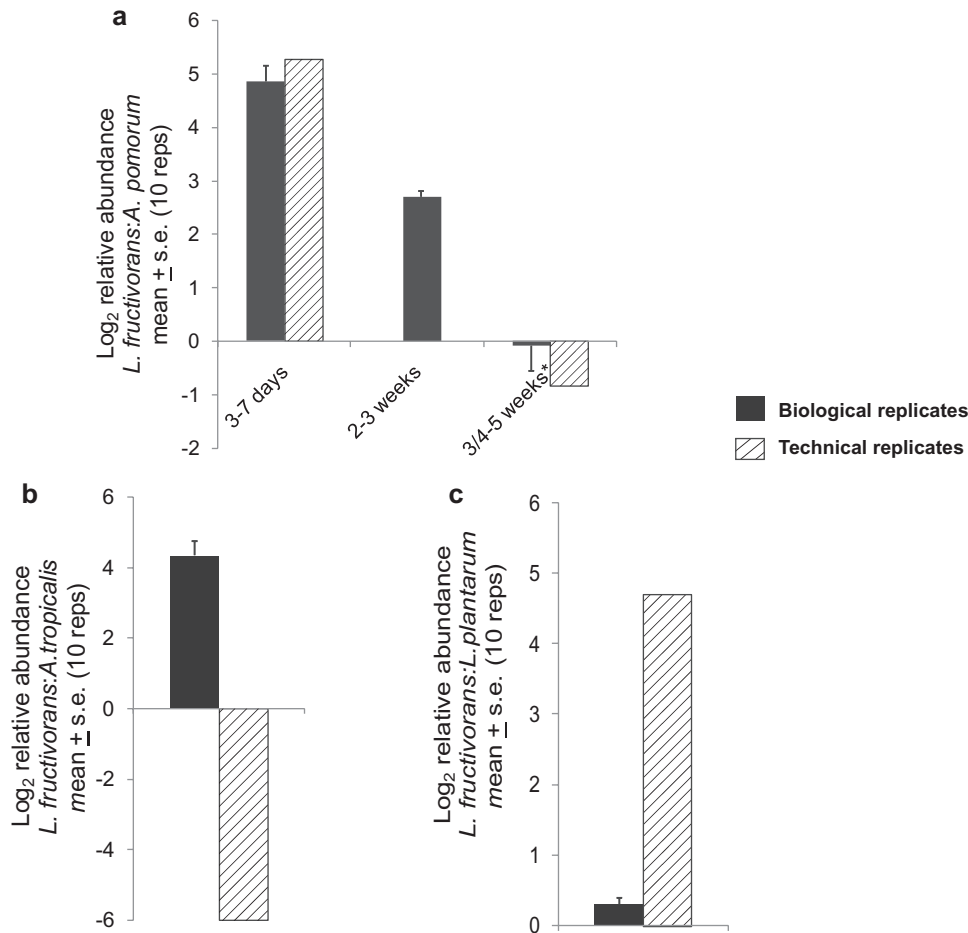 a
Log₂ relative abundance
L. fructivorans:A. pomorum
mean ± s.e. (10 reps)
6
5
4
3
2
1
0
-1
-2
3-7 days
2-3 weeks
3/4-5 weeks*
Biological replicates
Technical replicates
b
Log₂ relative abundance
L. fructivorans:A.tropicalis
mean ± s.e. (10 reps)
6
4
2
0
-2
-4
-6
c
Log₂ relative abundance
L. fructivorans:L.plantarum
mean ± s.e. (10 reps)
6
5
4
3
2
1
0